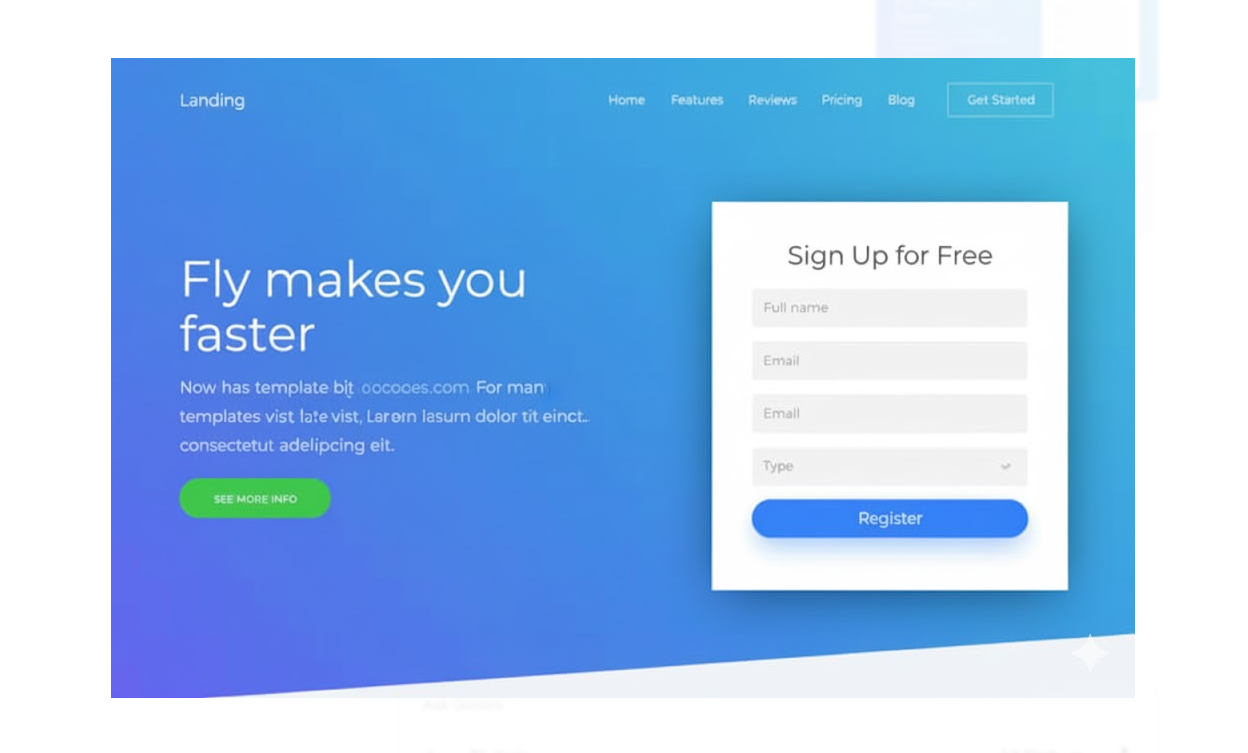 Landing
Home Features Reviews Pricing Blog Get Started
Fly makes you
faster
Now has template bịt oocooes.com For man
templates vist late vist, Larom lasurn dolor tit einct..
consectetut adelipcing eit.
SEE MORE INFO
Sign Up for Free
Full name
Email
Email
Type
Register